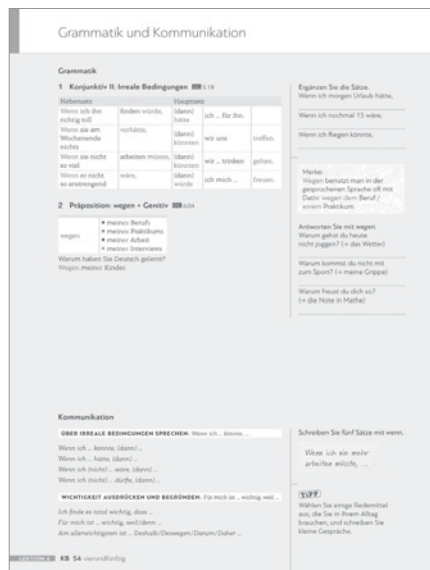 Grammatik und Kommunikation
Grammatik
1 Konjunktiv II: Irreale Bedingungen 5.18
Nebensatz Hauptsatz
Wenn ich ihn richtig toll finden würde, (dann) hätte ich ... für ihn.
Wenn sie am Wochenende nichts vorhätte, (dann) könnten wir uns treffen.
Wenn sie nicht so viel arbeiten müsste, (dann) könnten wir ... trinken gehen.
Wenn er nicht so anstrengend wäre, (dann) würde ich mich ... freuen.
2 Präposition: wegen + Genitiv 6.04
wegen
• meines Berufs
• meines Praktikums
• meiner Arbeit
• meiner Interviews
Warum haben Sie Deutsch gelernt?
Wegen meiner Kinder.
Ergänzen Sie die Sätze.
Wenn ich morgen Urlaub hätte,
Wenn ich nochmal 15 wäre,
Wenn ich fliegen könnte,
Merke:
Wegen benutzt man in der
gesprochenen Sprache oft mit
Dativ: wegen dem Beruf /
einem Praktikum
Antworten Sie mit wegen.
Warum gehst du heute
nicht joggen? (+ das Wetter)
Warum kommst du nicht mit
zum Sport? (+ meine Grippe)
Warum freust du dich so?
(+ die Note in Mathe)
Kommunikation
ÜBER IRREALE BEDINGUNGEN SPRECHEN: Wenn ich ... könnte, ...
Wenn ich ... könnte, (dann) ...
Wenn ich ... hätte, (dann) ...
Wenn ich (nicht) ... wäre, (dann) ...
Wenn ich (nicht) ... dürfte, (dann) ...
WICHTIGKEIT AUSDRÜCKEN UND BEGRÜNDEN: Für mich ist ... wichtig, weil ...
Ich finde es total wichtig, dass ...
Für mich ist ... wichtig, weil/denn ...
Am allerwichtigsten ist ... Deshalb/Deswegen/Darum/Daher ...
Schreiben Sie fünf Sätze mit wenn.
Wenn ich nie mehr
arbeiten müsste, ...
TIPP
Wählen Sie einige Redemittel
aus, die Sie in Ihrem Alltag
brauchen, und schreiben Sie
kleine Gespräche.
LEKTION 4 KB 54 vierundfünfzig